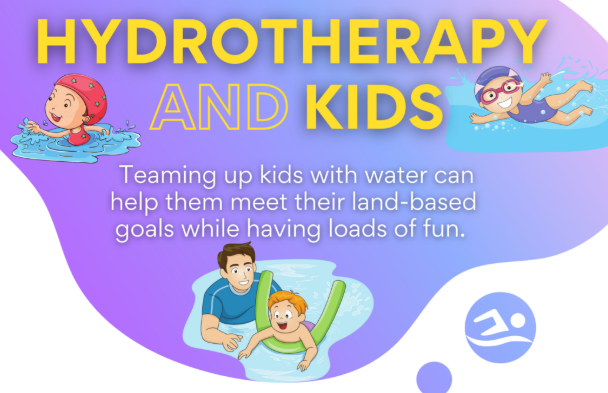 HYDROTHERAPY
AND KIDS
Teaming up kids with water can
help them meet their land-based
goals while having loads of fun.